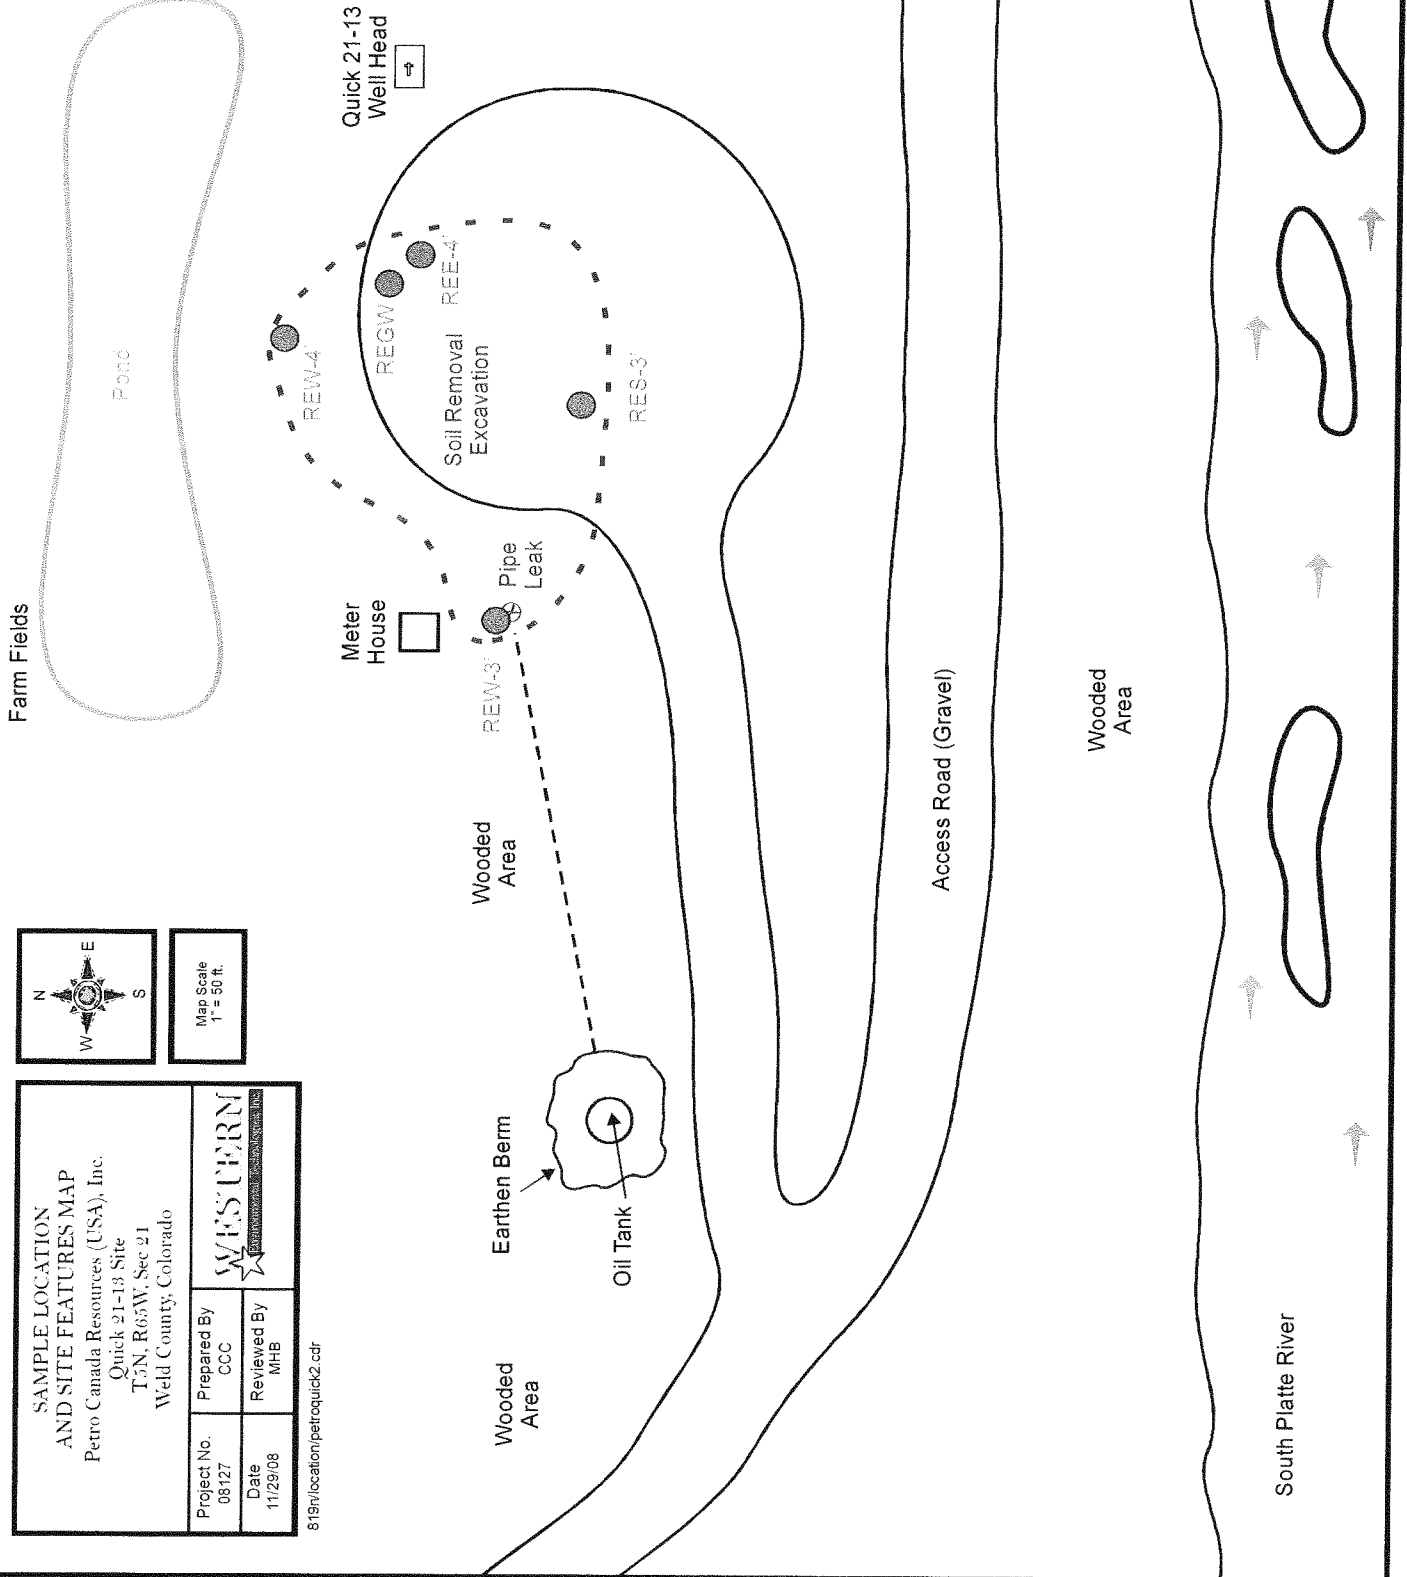 SAMPLE LOCATION
AND SITE FEATURES MAP
Petro Canada Resources (USA), Inc.
Quick 21-13 Site
T5N, R65W, Sec 21
Weld County, Colorado
Project No.
08127
Prepared By
CCC
Date
11/29/08
Reviewed By
MHB
WESTERN
819n/location/petroquick2.cdr
N
W
E
S
Map Scale
1" = 50 ft.
Farm Fields
Pond
Quick 21-13
Well Head
REW-4'
REGW
REE-4'
Soil Removal
Excavation
RES-3'
Meter
House
Pipe
Leak
REW-3'
Wooded
Area
Earthen Berm
Oil Tank
Wooded
Area
Access Road (Gravel)
Wooded
Area
South Platte River